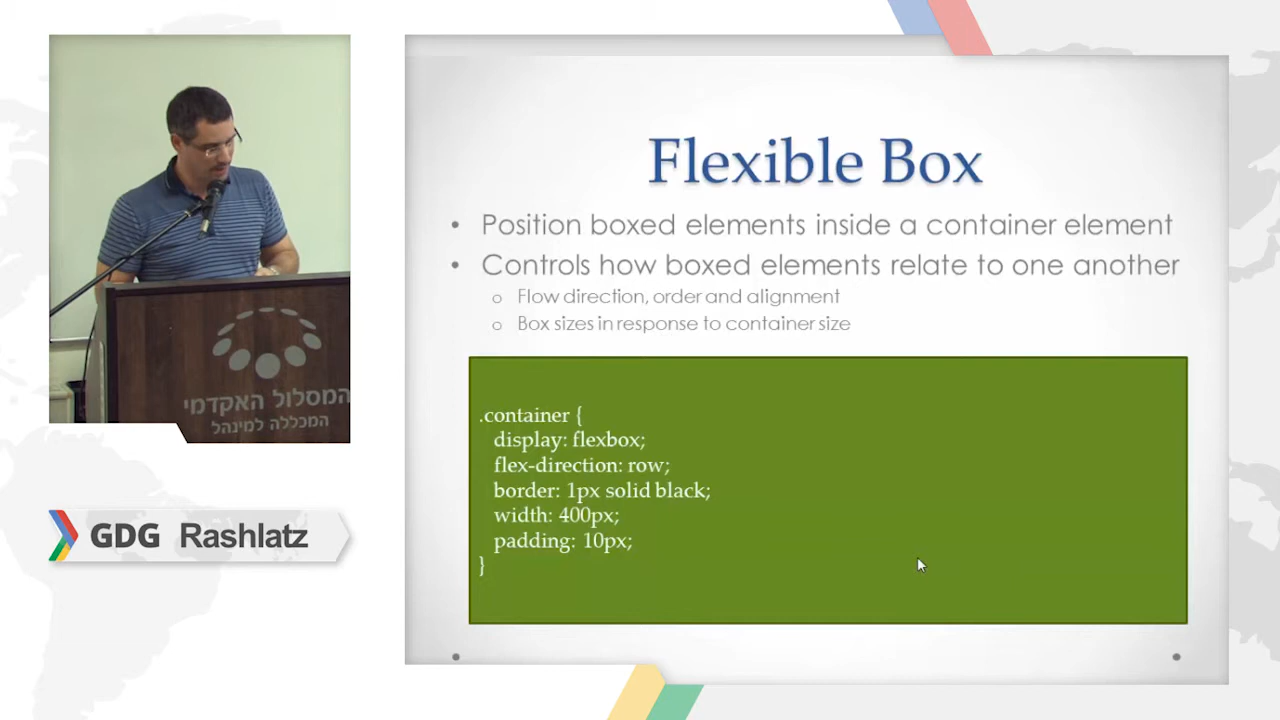 Flexible Box
• Position boxed elements inside a container element
• Controls how boxed elements relate to one another
o Flow direction, order and alignment
o Box sizes in response to container size
.container {
display: flexbox;
flex-direction: row;
border: 1px solid black;
width: 400px;
padding: 10px;
}
המסלול האקדמי
המכללה למינהל
GDG Rashlatz